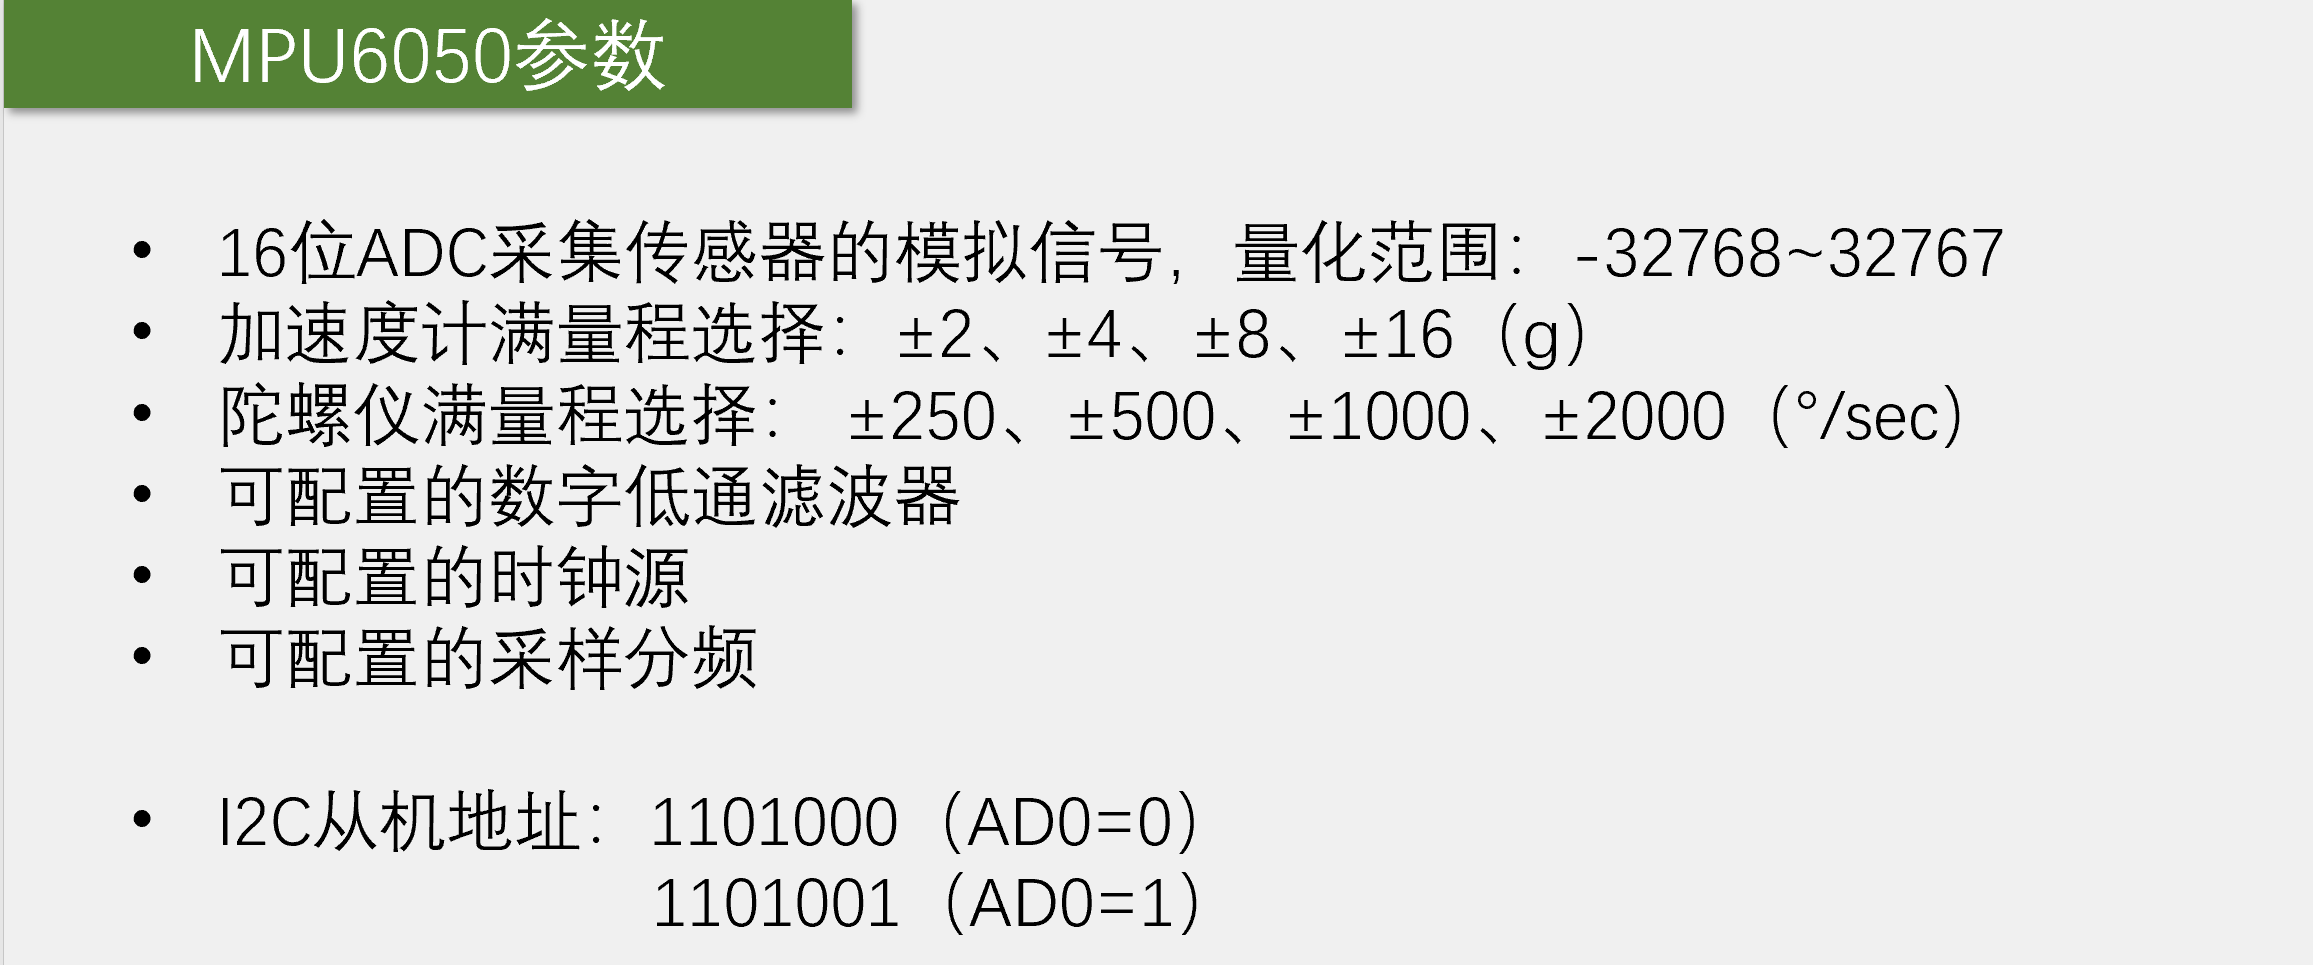 MPU6050参数
• 16位ADC采集传感器的模拟信号，量化范围：-32768~32767
• 加速度计满量程选择：±2、±4、±8、±16（g）
• 陀螺仪满量程选择： ±250、±500、±1000、±2000（°/sec）
• 可配置的数字低通滤波器
• 可配置的时钟源
• 可配置的采样分频
• I2C从机地址：1101000（AD0=0）
1101001（AD0=1）